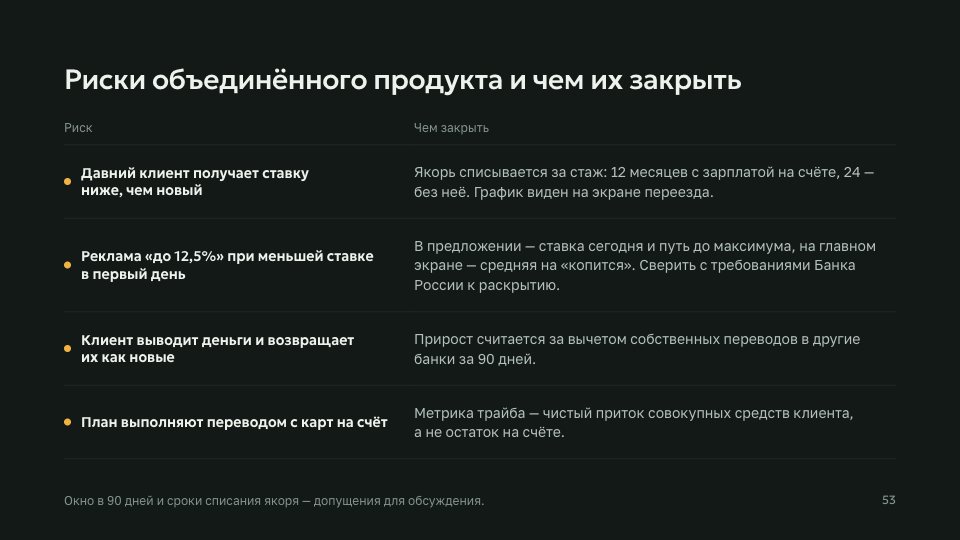 Риски объединённого продукта и чем их закрыть
Риск
Чем закрыть
Давний клиент получает ставку
ниже, чем новый
Якорь списывается за стаж: 12 месяцев с зарплатой на счёте, 24 —
без неё. График виден на экране переезда.
Реклама «до 12,5%» при меньшей ставке
в первый день
В предложении — ставка сегодня и путь до максимума, на главном
экране — средняя на «копится». Сверить с требованиями Банка
России к раскрытию.
Клиент выводит деньги и возвращает
их как новые
Прирост считается за вычетом собственных переводов в другие
банки за 90 дней.
План выполняют переводом с карт на счёт
Метрика трайба — чистый приток совокупных средств клиента,
а не остаток на счёте.
Окно в 90 дней и сроки списания якоря — допущения для обсуждения.
53